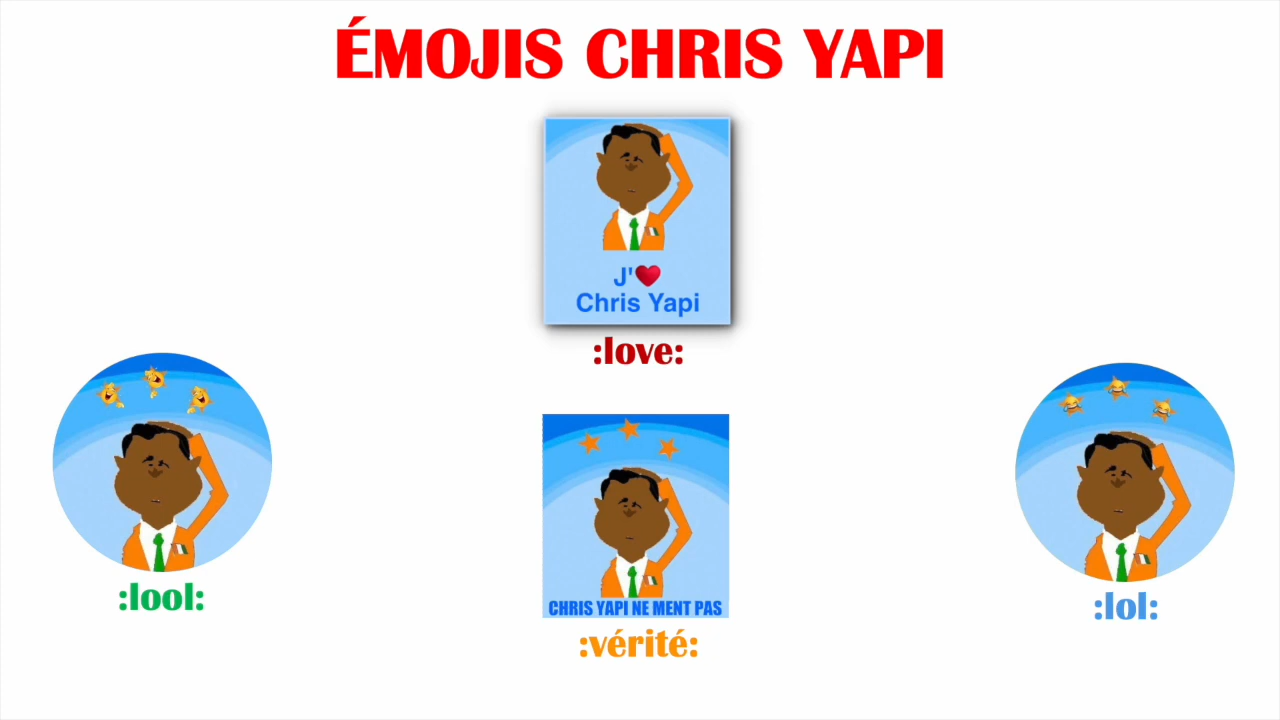 ÉMOJIS CHRIS YAPI
J'❤
Chris Yapi
:love:
:lool:
CHRIS YAPI NE MENT PAS
:vérité:
:lol: